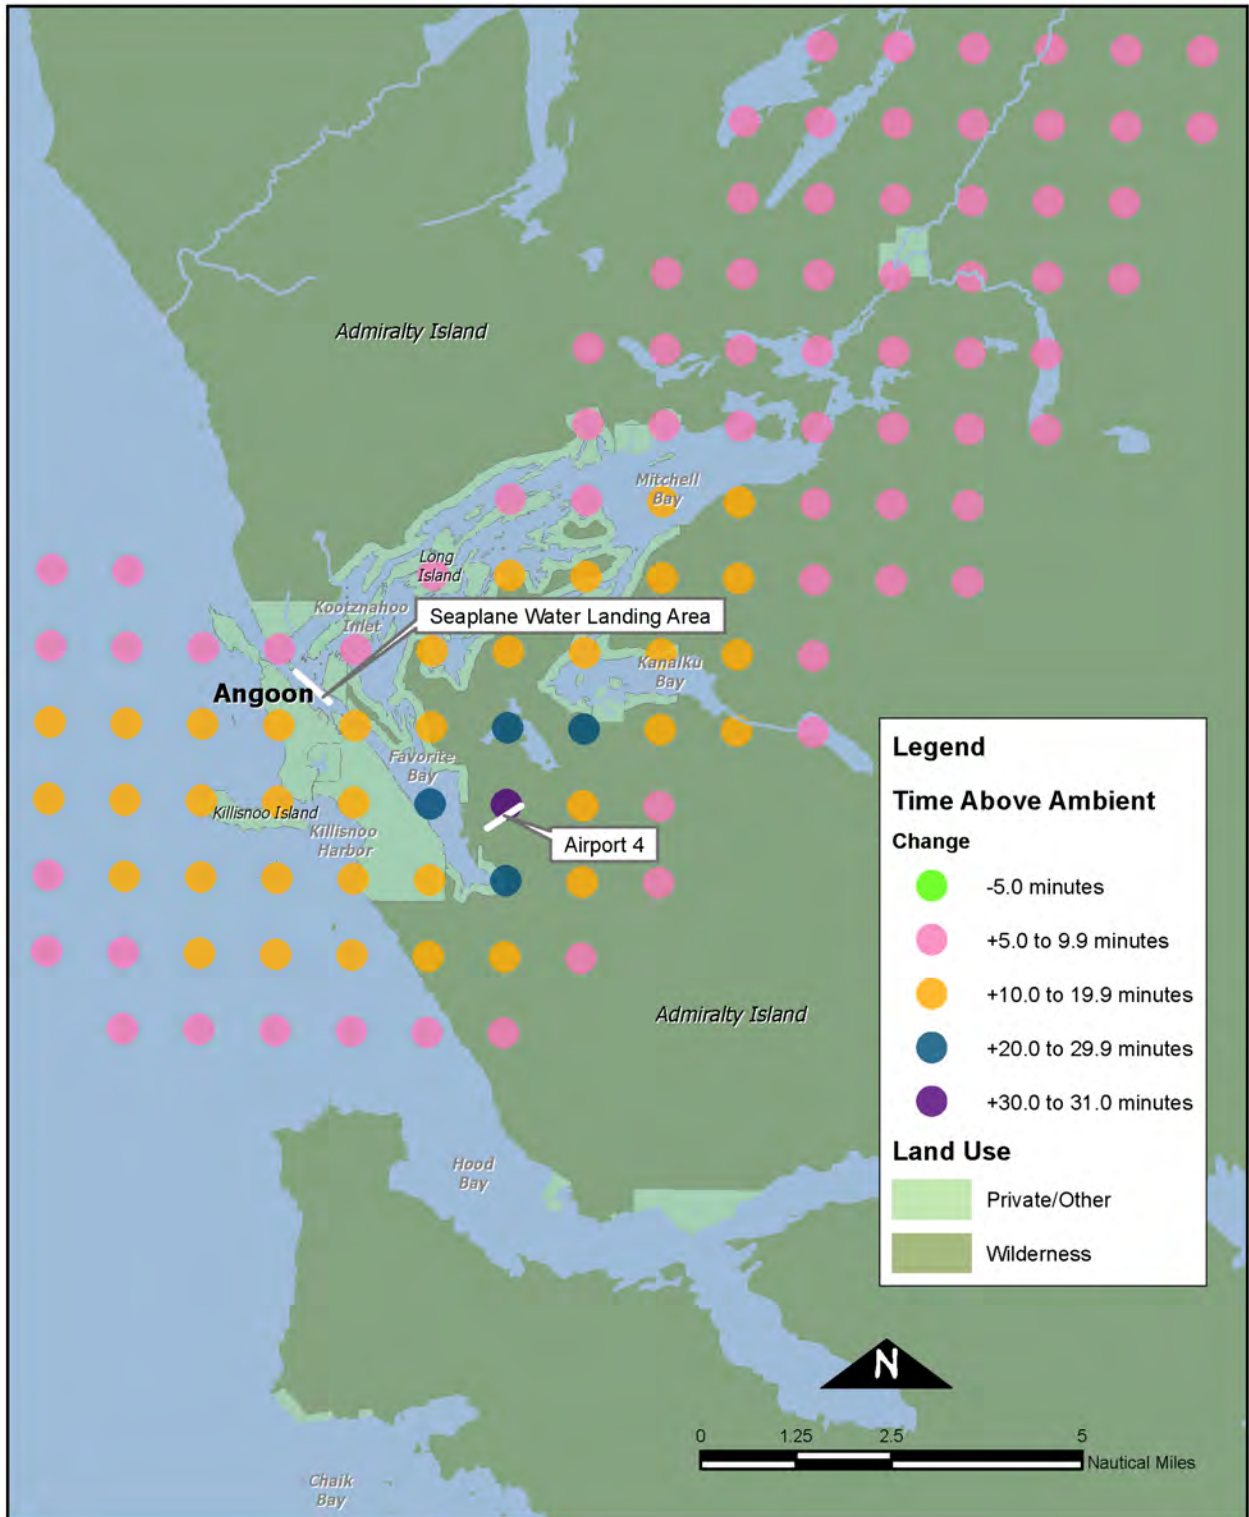 Admiralty Island
Mitchell
Bay
Long
Island
Kootznahoo
Inlet
Seaplane Water Landing Area
Kanalku
Bay
Angoon
Favorite
Bay
Killisnoo Island
Killisnoo
Harbor
Airport 4
Admiralty Island
Hood
Bay
Chaik
Bay
Legend
Time Above Ambient
Change
-5.0 minutes
+5.0 to 9.9 minutes
+10.0 to 19.9 minutes
+20.0 to 29.9 minutes
+30.0 to 31.0 minutes
Land Use
Private/Other
Wilderness
N
0 1.25 2.5 5
Nautical Miles